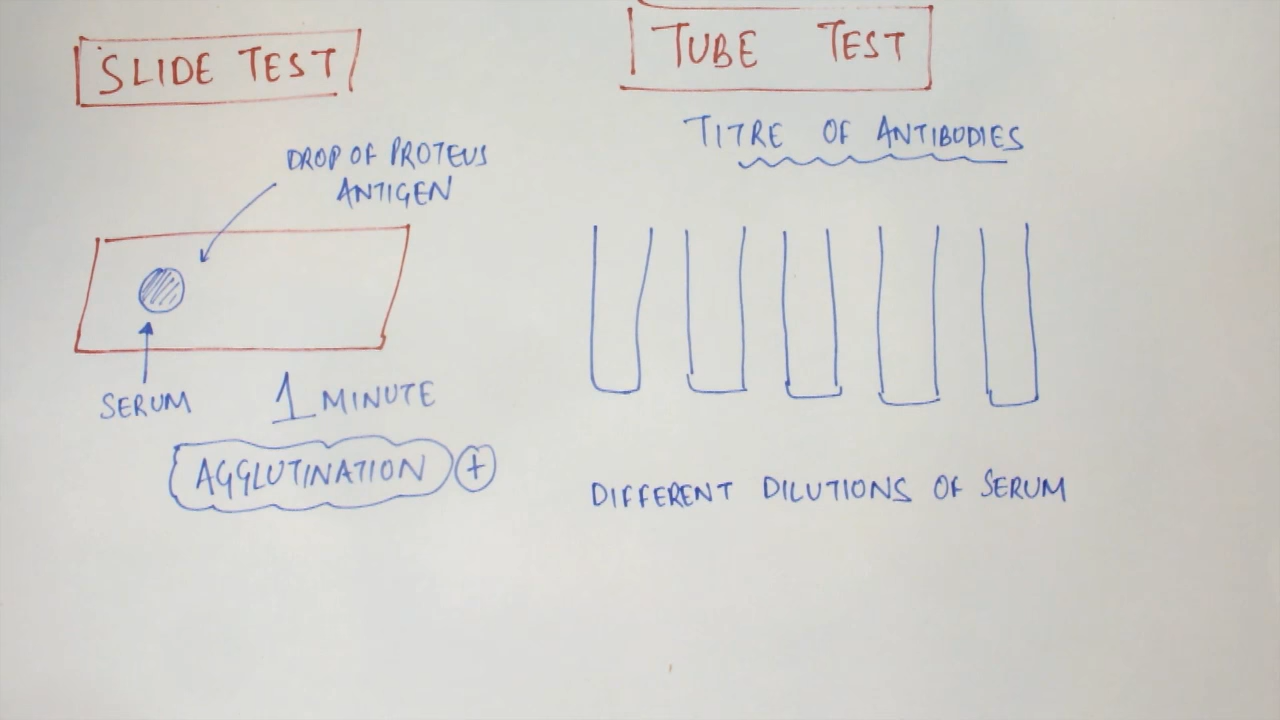 SLIDE TEST
DROP OF PROTEUS
ANTIGEN
SERUM
1 MINUTE
AGGLUTINATION +
TUBE TEST
TITRE OF ANTIBODIES
DIFFERENT DILUTIONS OF SERUM